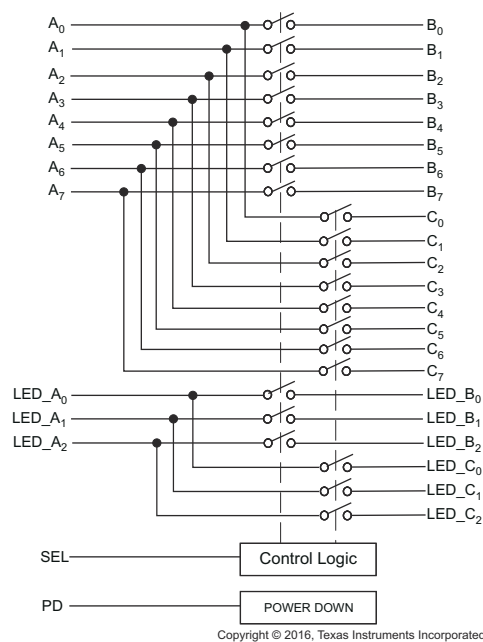 A0 B0
A1 B1
A2 B2
A3 B3
A4 B4
A5 B5
A6 B6
A7 B7
C0
C1
C2
C3
C4
C5
C6
C7
LED_A0 LED_B0
LED_A1 LED_B1
LED_A2 LED_B2
LED_C0
LED_C1
LED_C2
SEL Control Logic
PD POWER DOWN
Copyright © 2016, Texas Instruments Incorporated